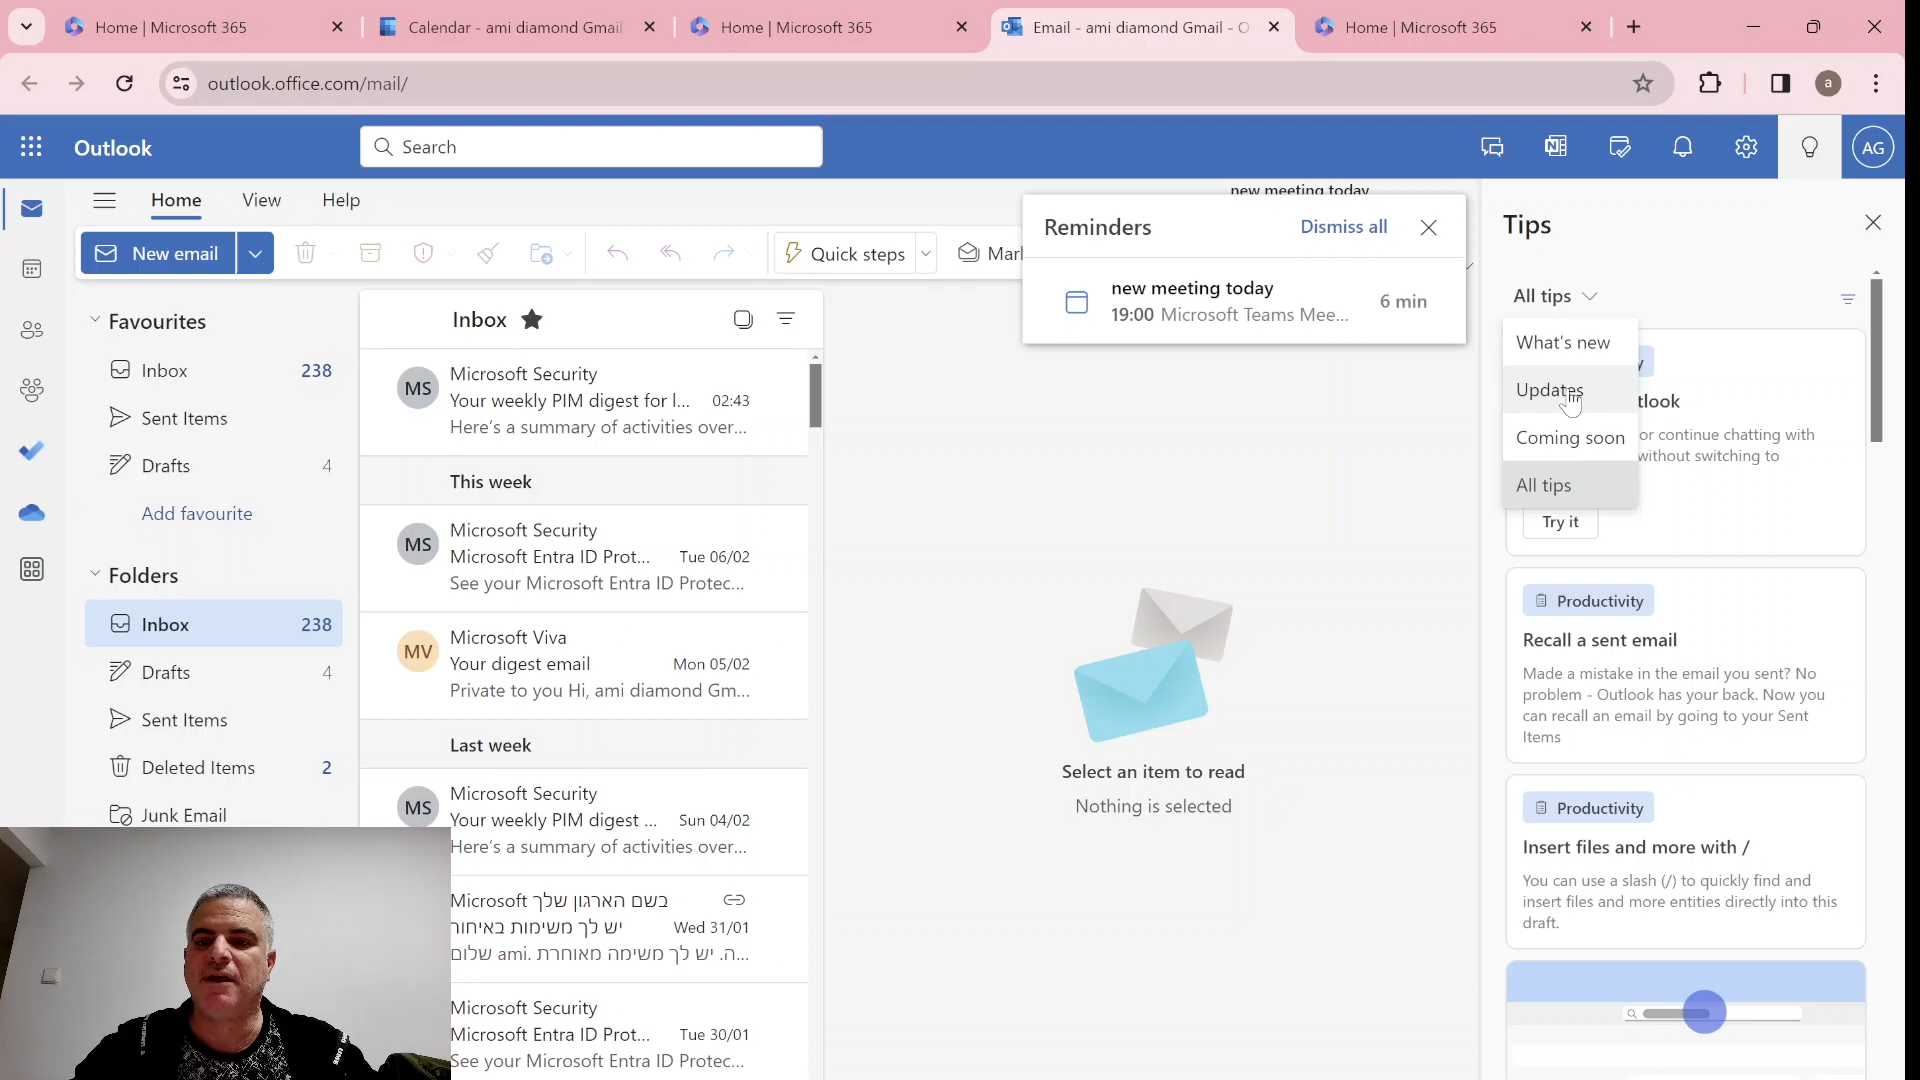 Home | Microsoft 365
Calendar - ami diamond Gmail
Home | Microsoft 365
Email - ami diamond Gmail - O
Home | Microsoft 365
outlook.office.com/mail/
a
Outlook
Search
AG
Home
View
Help
new meeting today
New email
Quick steps
Reminders
Dismiss all
new meeting today
19:00 Microsoft Teams Mee...
6 min
Favourites
Inbox 238
Sent Items
Drafts 4
Add favourite
Folders
Inbox 238
Drafts 4
Sent Items
Deleted Items 2
Junk Email
Inbox
MS
Microsoft Security
Your weekly PIM digest for I... 02:43
Here's a summary of activities over...
This week
MS
Microsoft Security
Microsoft Entra ID Prot... Tue 06/02
See your Microsoft Entra ID Protec...
MV
Microsoft Viva
Your digest email Mon 05/02
Private to you Hi, ami diamond Gm...
Last week
MS
Microsoft Security
Your weekly PIM digest ... Sun 04/02
Here's a summary of activities over...
Microsoft בשם הארגון שלך
יש לך משימות באיחור Wed 31/01
שלום ami. יש לך משימה מאוחרת. ה...
Microsoft Security
Microsoft Entra ID Prot... Tue 30/01
See your Microsoft Entra ID Protec...
Select an item to read
Nothing is selected
Tips
All tips
What's new
Updates
Coming soon
All tips
y
tlook
or continue chatting with
without switching to
Try it
Productivity
Recall a sent email
Made a mistake in the email you sent? No
problem - Outlook has your back. Now you
can recall an email by going to your Sent
Items
Productivity
Insert files and more with /
You can use a slash (/) to quickly find and
insert files and more entities directly into this
draft.